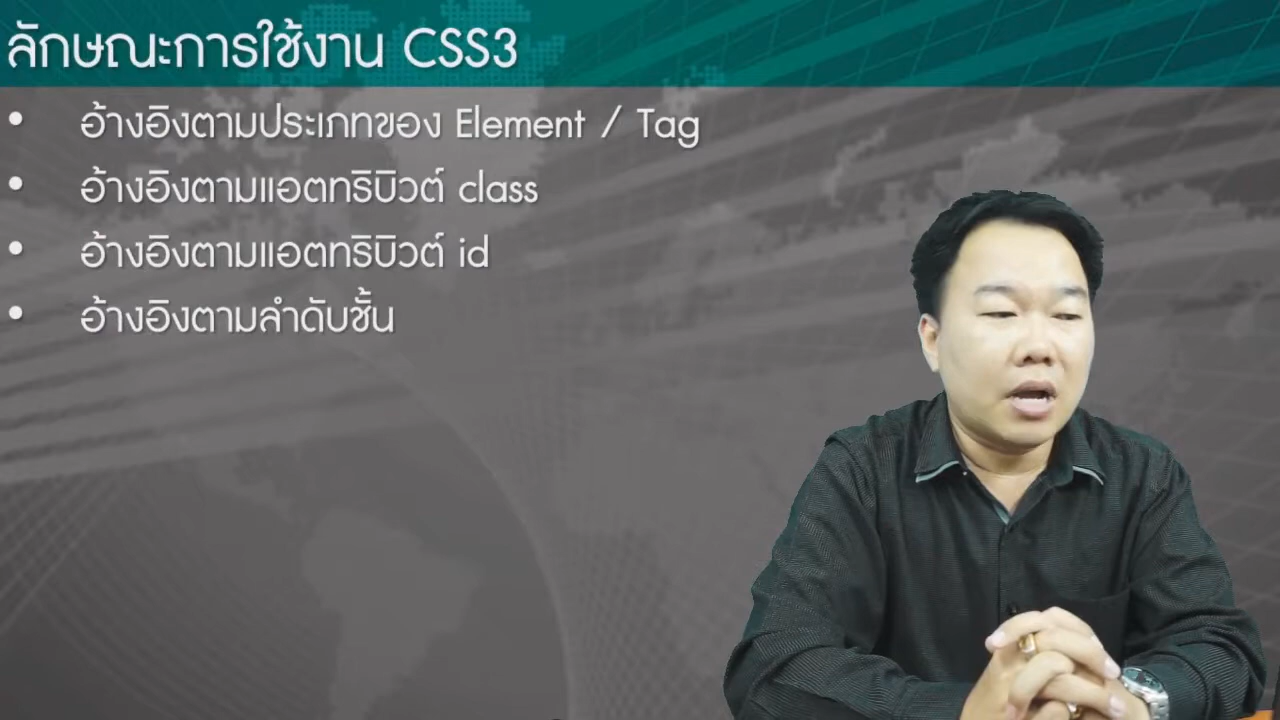 ลักษณะการใช้งาน CSS3
• อ้างอิงตามประเภทของ Element / Tag
• อ้างอิงตามแอตทริบิวต์ class
• อ้างอิงตามแอตทริบิวต์ id
• อ้างอิงตามลำดับชั้น